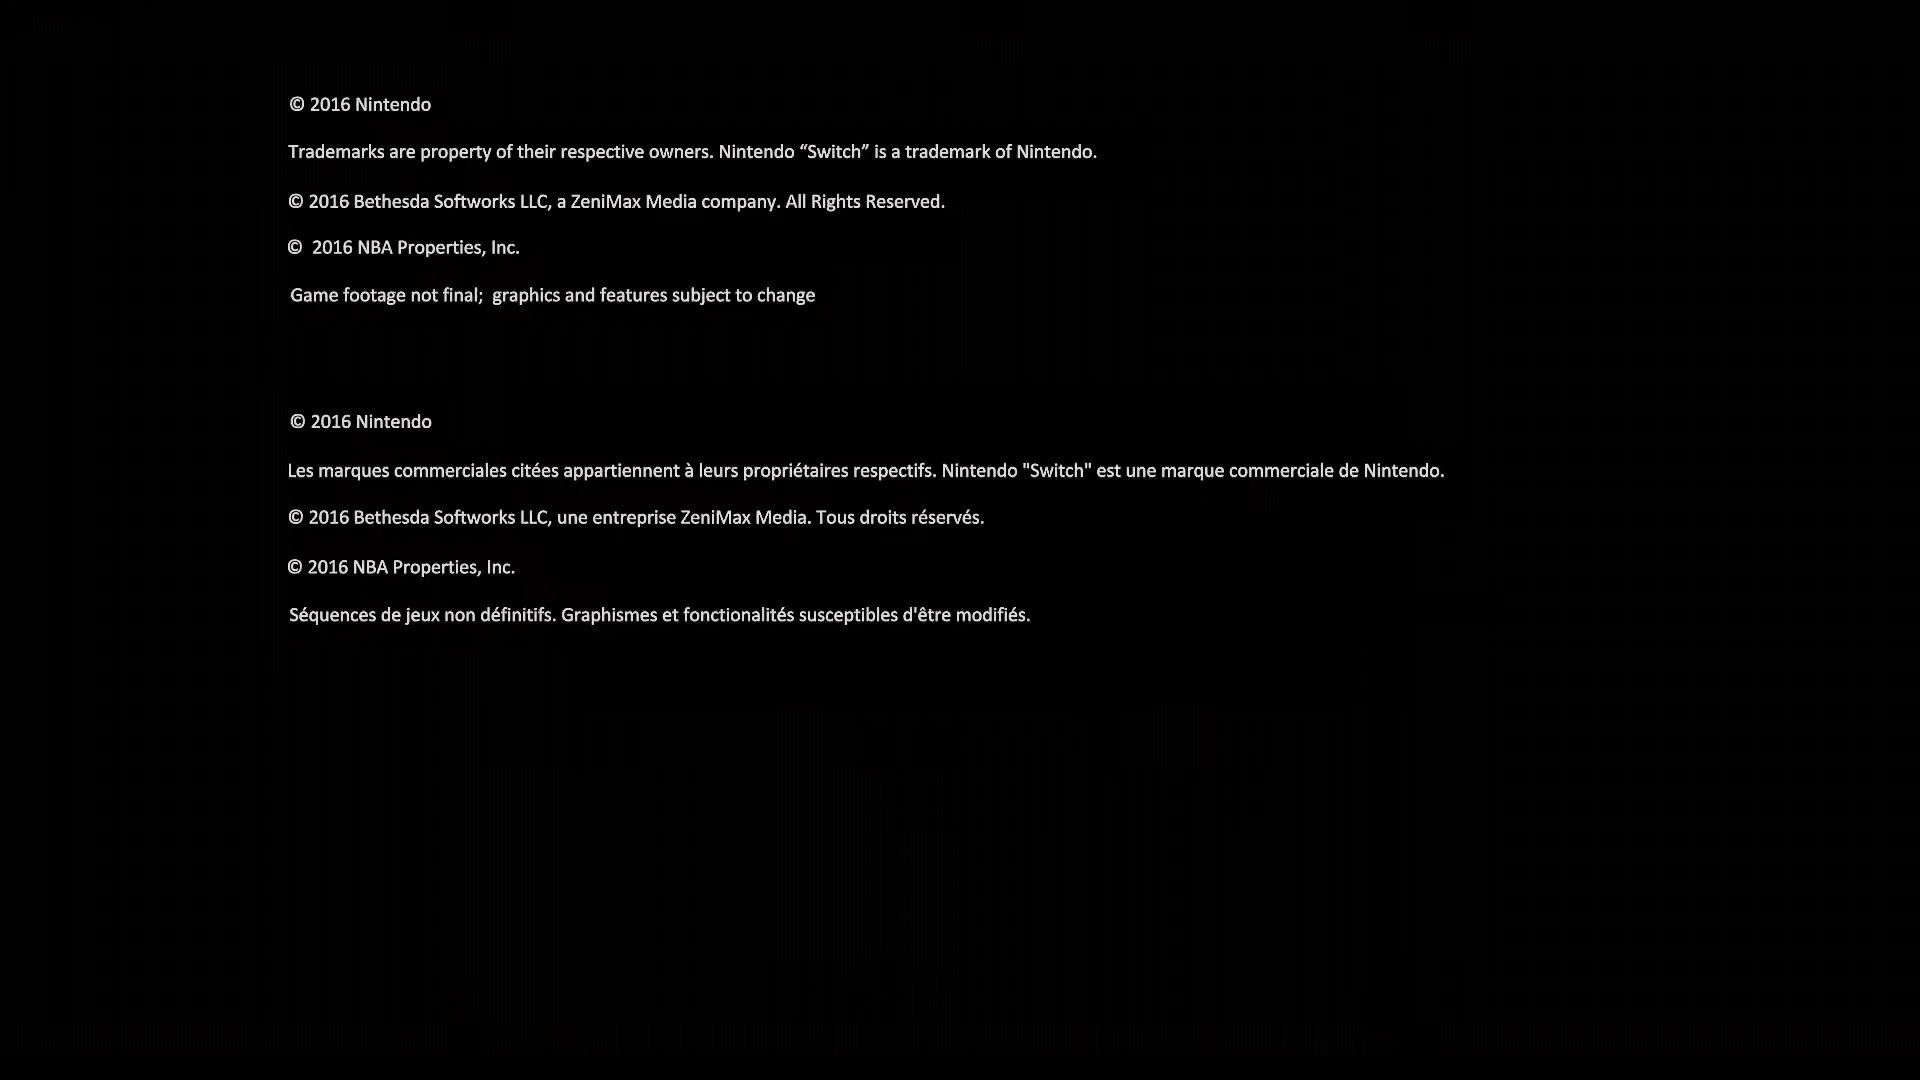 © 2016 Nintendo
Trademarks are property of their respective owners. Nintendo “Switch” is a trademark of Nintendo.
© 2016 Bethesda Softworks LLC, a ZeniMax Media company. All Rights Reserved.
©  2016 NBA Properties, Inc.
Game footage not final;  graphics and features subject to change
© 2016 Nintendo
Les marques commerciales citées appartiennent à leurs propriétaires respectifs. Nintendo "Switch" est une marque commerciale de Nintendo.
© 2016 Bethesda Softworks LLC, une entreprise ZeniMax Media. Tous droits réservés.
© 2016 NBA Properties, Inc.
Séquences de jeux non définitifs. Graphismes et fonctionalités susceptibles d'être modifiés.